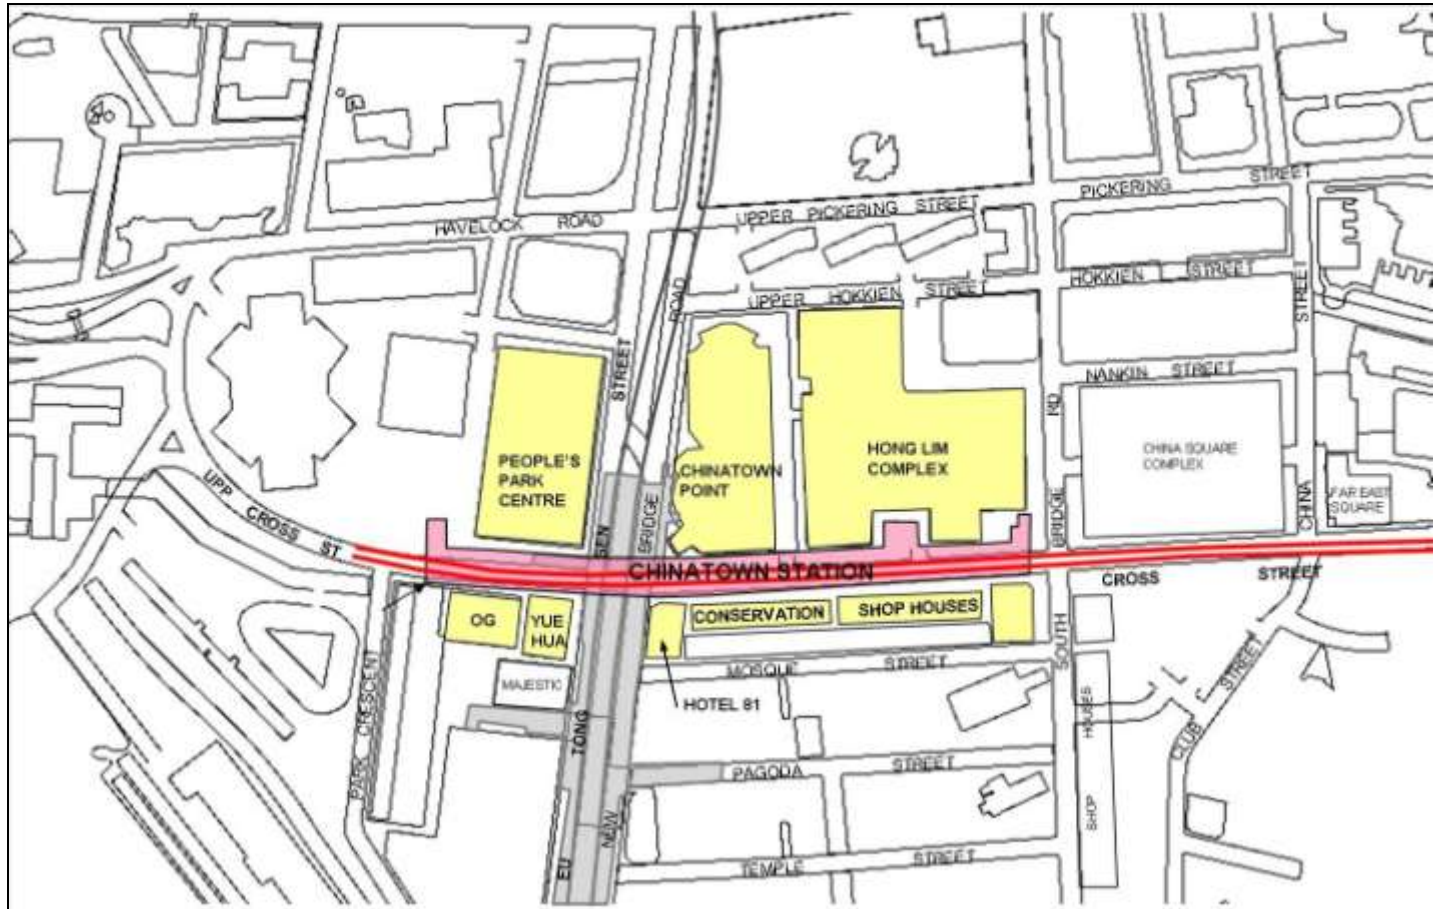 PICKERING STREET
UPPER PICKERING STREET
HAVELOCK ROAD
HOKKIEN STREET
UPPER HOKKIEN STREET
ROAD
STREET
STREET
NANKIN STREET
RD
PEOPLE'S
PARK
CENTRE
CHINATOWN
POINT
HONG LIM
COMPLEX
CHINA SQUARE
COMPLEX
FAR EAST
SQUARE
CHINA
UPP CROSS ST
SEN
BRIDGE
BRIDGE
CHINATOWN STATION
CROSS STREET
OG
YUE
HUA
CONSERVATION
SHOP HOUSES
SOUTH
MAJESTIC
MOSQUE STREET
HOTEL 81
PARK CRESCENT
TONG
HOUSES
CLUB STREET
PAGODA STREET
NEW
SHOP
EU
TEMPLE STREET